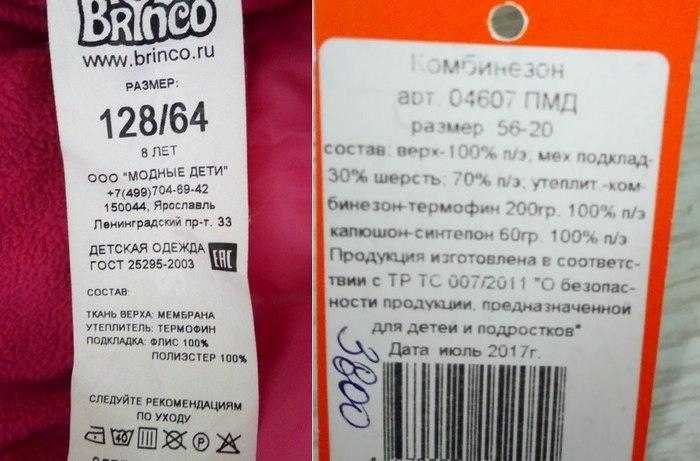 BRINCO
www.brinco.ru
РАЗМЕР:
128/64
8 ЛЕТ
ООО "МОДНЫЕ ДЕТИ"
+7(499)704-69-42
150044, Ярославль
Ленинградский пр-т. 33
ДЕТСКАЯ ОДЕЖДА
ГОСТ 25295-2003
EAC
СОСТАВ:
ТКАНЬ ВЕРХА: МЕМБРАНА
УТЕПЛИТЕЛЬ: ТЕРМОФИН
ПОДКЛАДКА: ФЛИС 100%
ПОЛИЭСТЕР 100%
СЛЕДУЙТЕ РЕКОМЕНДАЦИЯМ
ПО УХОДУ
40 P
Комбинезон
арт. 04607 ПМД
размер 56-20
состав: верх-100% п/э, мех подклад-
30% шерсть; 70% п/э; утеплит.-ком-
бинезон-термофин 200гр. 100% п/э
капюшон-синтепон 60гр. 100% п/э
Продукция изготовлена в соответс-
твии с ТР ТС 007/2011 "О безопас-
ности продукции, предназначенной
для детей и подростков"
Дата июль 2017г.
3800